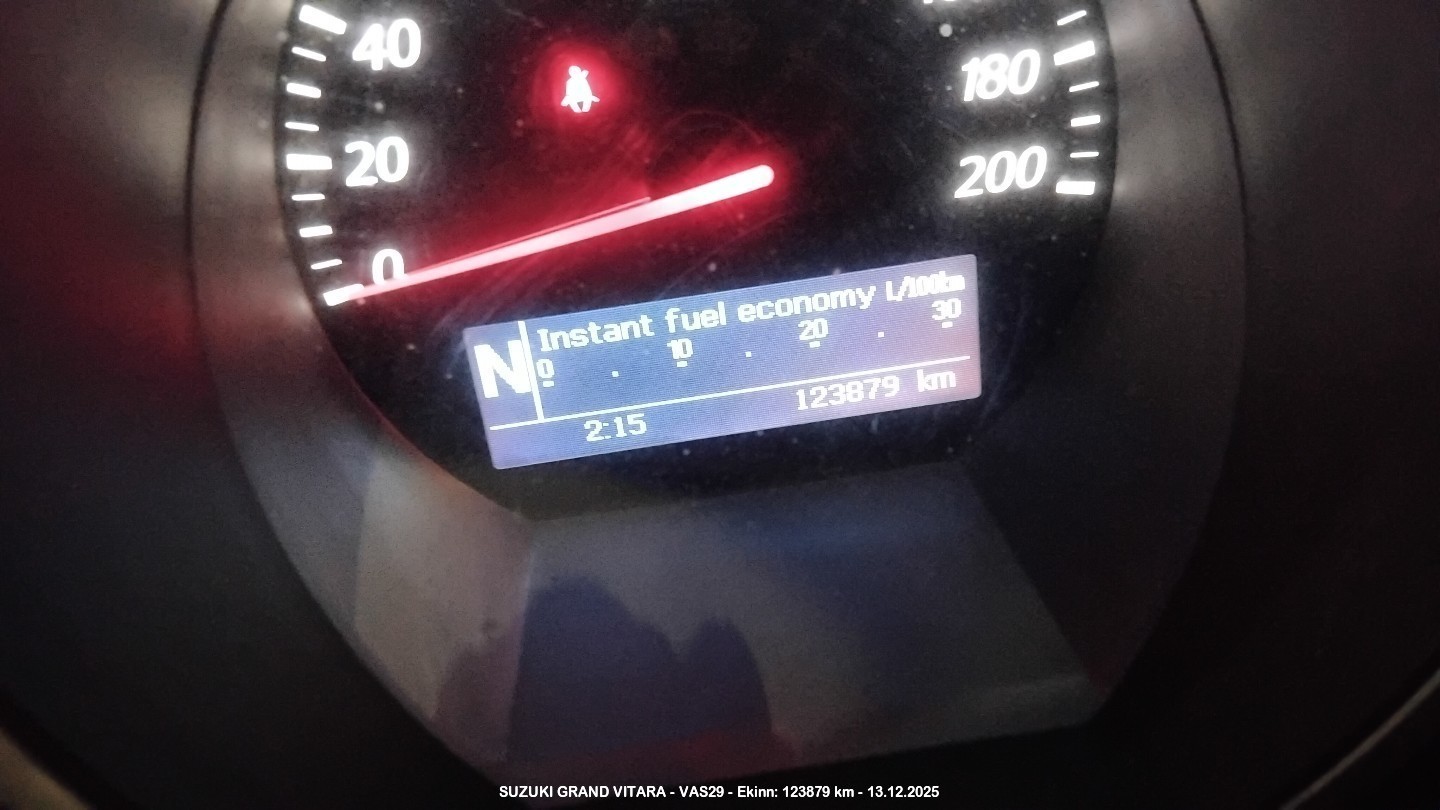 40
180
20
200
0
Instant fuel economy L/100km
N
0 10 20 30
2:15 123879 km
SUZUKI GRAND VITARA - VAS29 - Ekinn: 123879 km - 13.12.2025